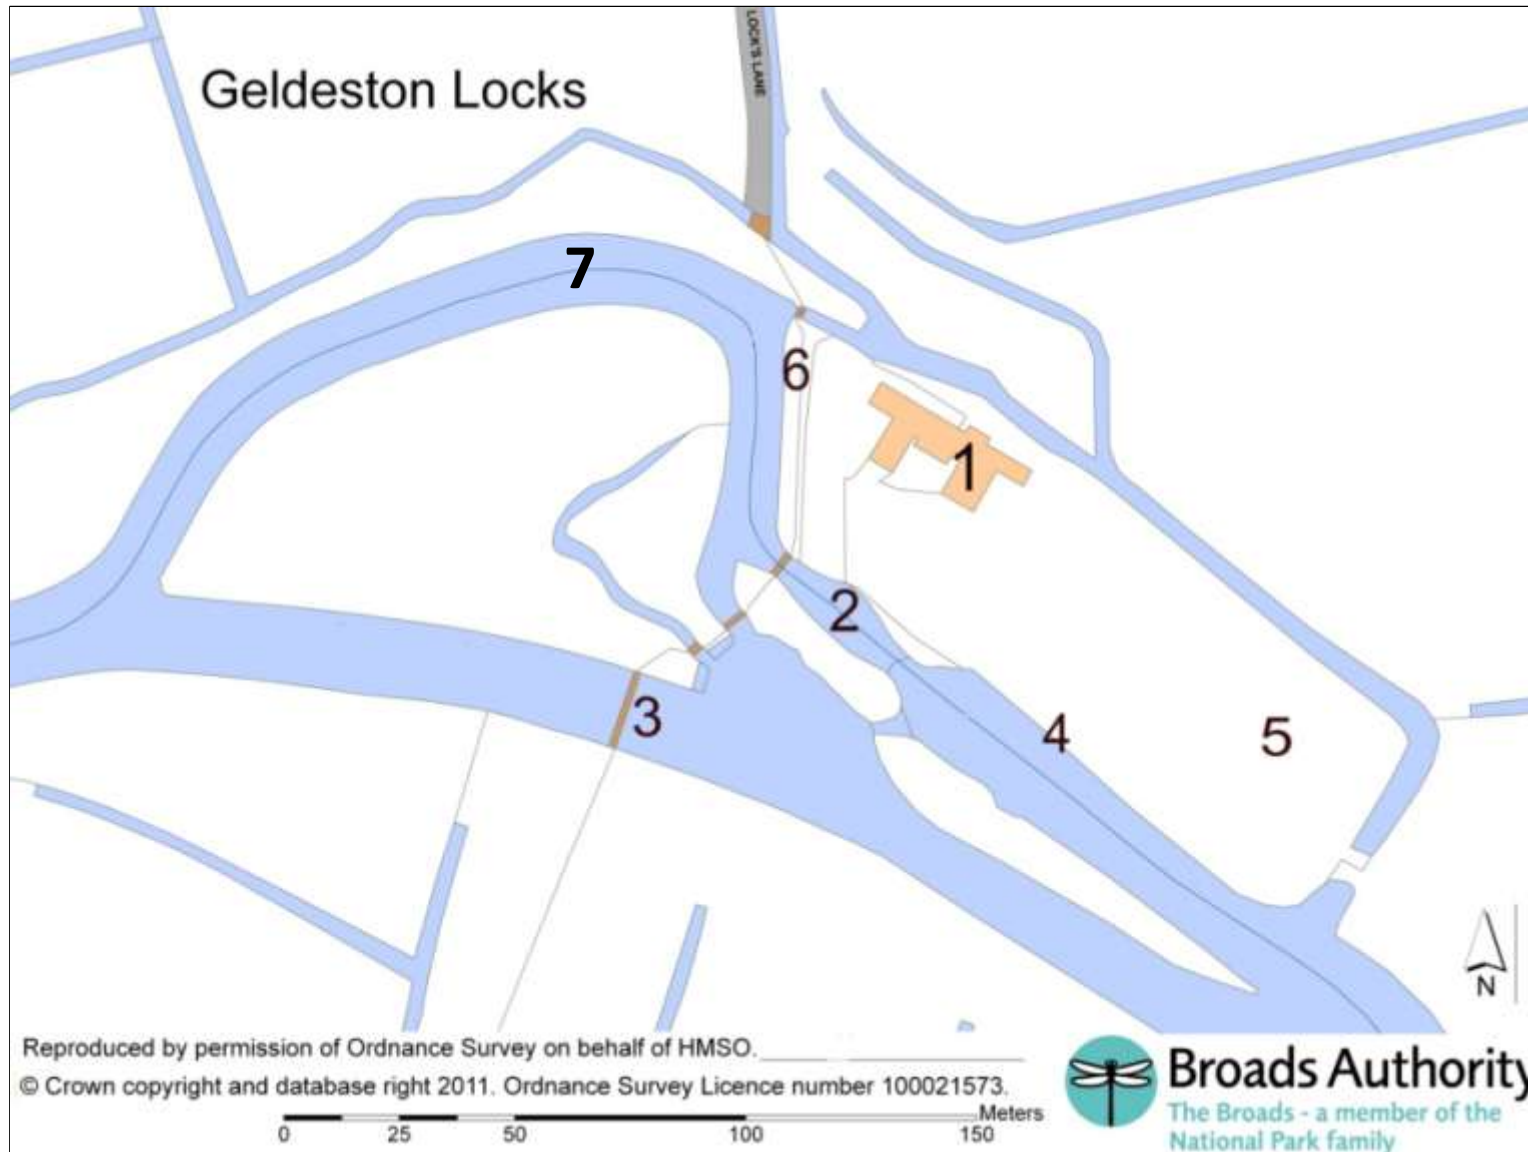 LOCK'S LANE
Geldeston Locks
7
6
1
2
3
4
5
N
Reproduced by permission of Ordnance Survey on behalf of HMSO.
© Crown copyright and database right 2011. Ordnance Survey Licence number 100021573.
Meters
0 25 50 100 150
Broads Authority
The Broads - a member of the
National Park family